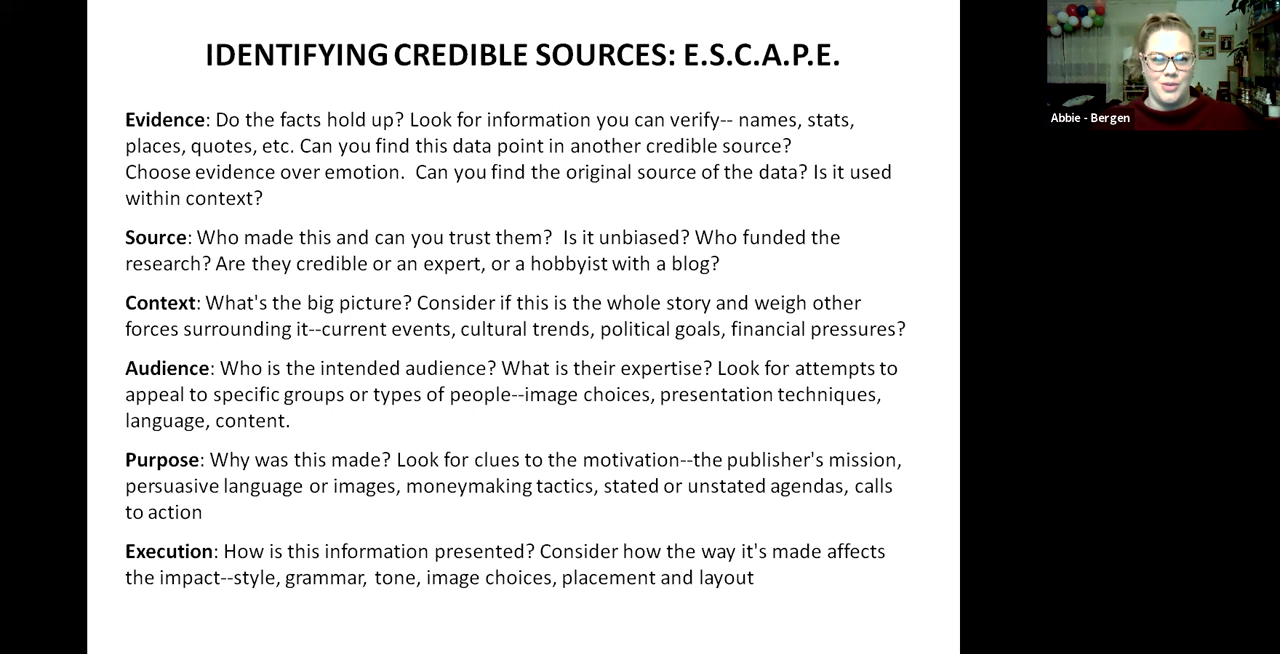 IDENTIFYING CREDIBLE SOURCES: E.S.C.A.P.E.
Evidence: Do the facts hold up? Look for information you can verify-- names, stats,
places, quotes, etc. Can you find this data point in another credible source?
Choose evidence over emotion.  Can you find the original source of the data? Is it used
within context?
Source: Who made this and can you trust them?  Is it unbiased? Who funded the
research? Are they credible or an expert, or a hobbyist with a blog?
Context: What's the big picture? Consider if this is the whole story and weigh other
forces surrounding it--current events, cultural trends, political goals, financial pressures?
Audience: Who is the intended audience? What is their expertise? Look for attempts to
appeal to specific groups or types of people--image choices, presentation techniques,
language, content.
Purpose: Why was this made? Look for clues to the motivation--the publisher's mission,
persuasive language or images, moneymaking tactics, stated or unstated agendas, calls
to action
Execution: How is this information presented? Consider how the way it's made affects
the impact--style, grammar, tone, image choices, placement and layout
Abbie - Bergen